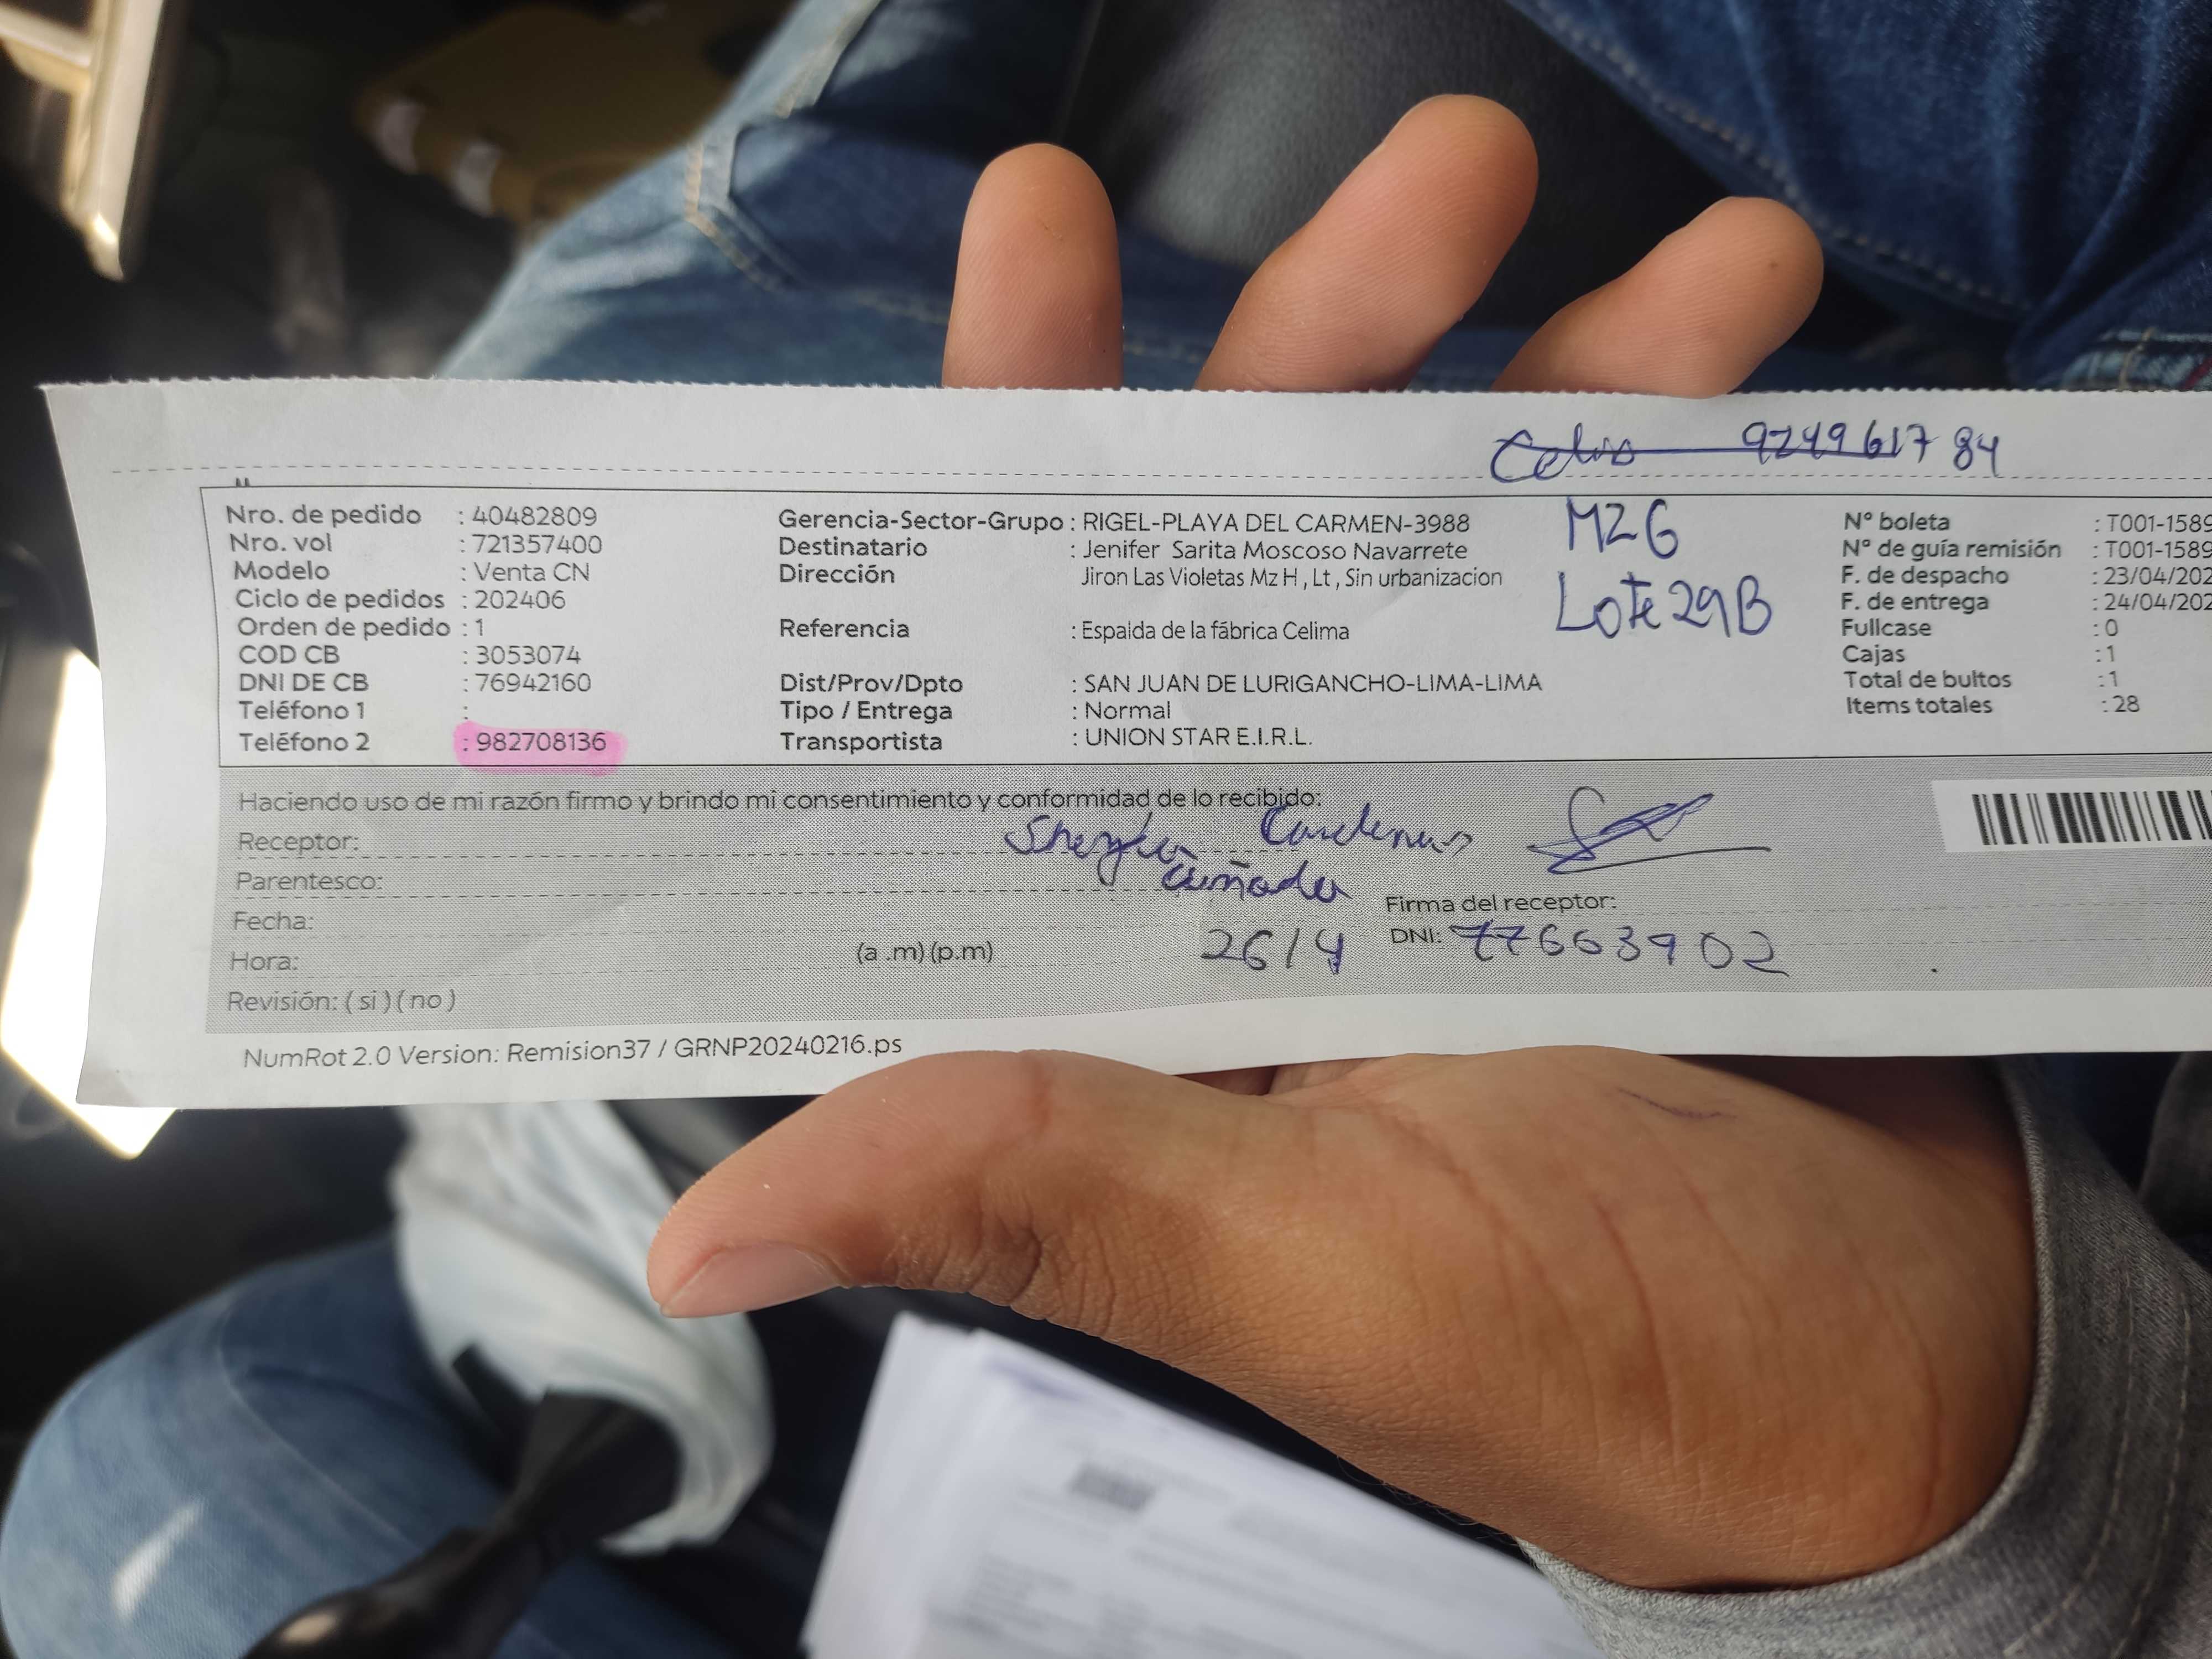 Celus 924961784
Nro. de pedido : 40482809
Nro. vol : 721357400
Modelo : Venta CN
Ciclo de pedidos : 202406
Orden de pedido : 1
COD CB : 3053074
DNI DE CB : 76942160
Teléfono 1 :
Teléfono 2 : 982708136
Gerencia-Sector-Grupo : RIGEL-PLAYA DEL CARMEN-3988
Destinatario : Jenifer Sarita Moscoso Navarrete
Dirección Jiron Las Violetas Mz H , Lt , Sin urbanizacion
Referencia : Espalda de la fábrica Celima
Dist/Prov/Dpto : SAN JUAN DE LURIGANCHO-LIMA-LIMA
Tipo / Entrega : Normal
Transportista : UNION STAR E.I.R.L.
MZ G
Lote 29B
N° boleta : T001-1589
N° de guía remisión : T001-1589
F. de despacho : 23/04/202
F. de entrega : 24/04/202
Fullcase : 0
Cajas : 1
Total de bultos : 1
Items totales : 28
Haciendo uso de mi razón firmo y brindo mi consentimiento y conformidad de lo recibido:
Receptor: Cardenas
Parentesco: Cuñada
Fecha:
Firma del receptor:
Hora: (a .m) (p.m) 26/4
DNI: 77663902
Revisión: ( si ) ( no )
NumRot 2.0 Version: Remision37 / GRNP20240216.ps